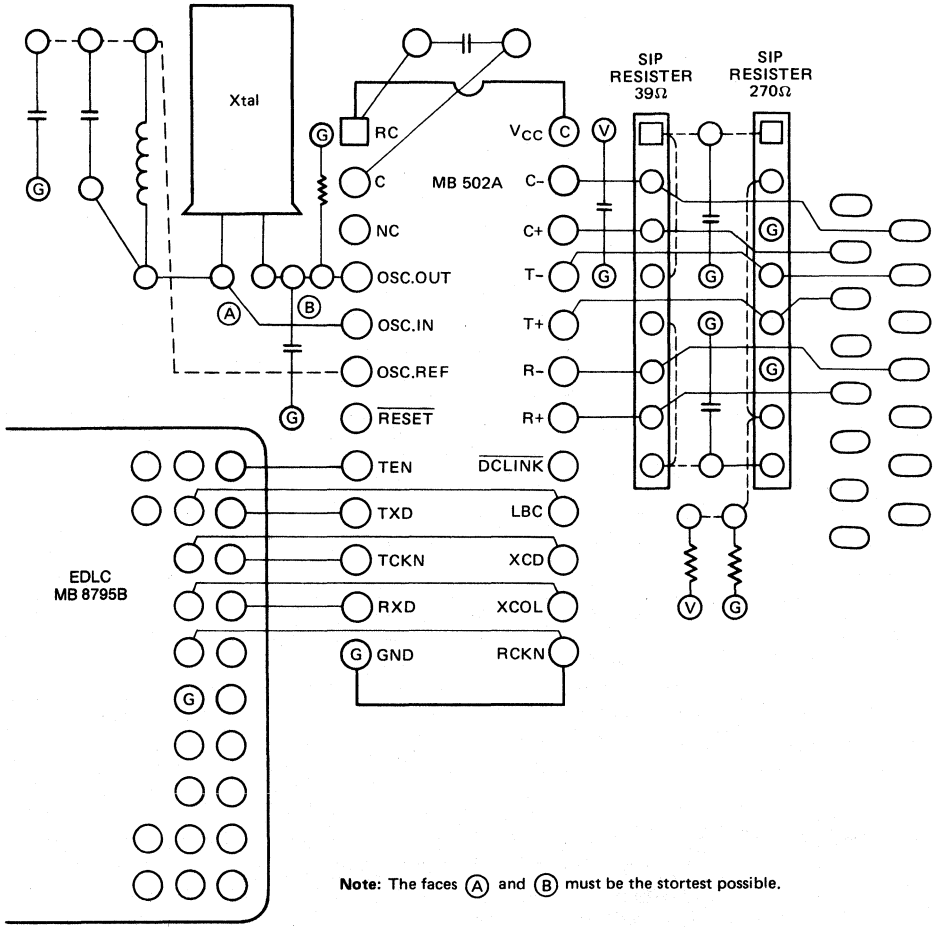 SIP
RESISTER
39Ω
SIP
RESISTER
270Ω
Xtal
G
RC
VCC
C
V
C
MB 502A
C-
G
NC
C+
G
OSC.OUT
T-
G
G
A
B
OSC.IN
T+
G
OSC.REF
R-
G
G
RESET
R+
TEN
DCLINK
TXD
LBC
EDLC
MB 8795B
TCKN
XCD
RXD
XCOL
V
G
G
GND
RCKN
G
Note: The faces A and B must be the stortest possible.